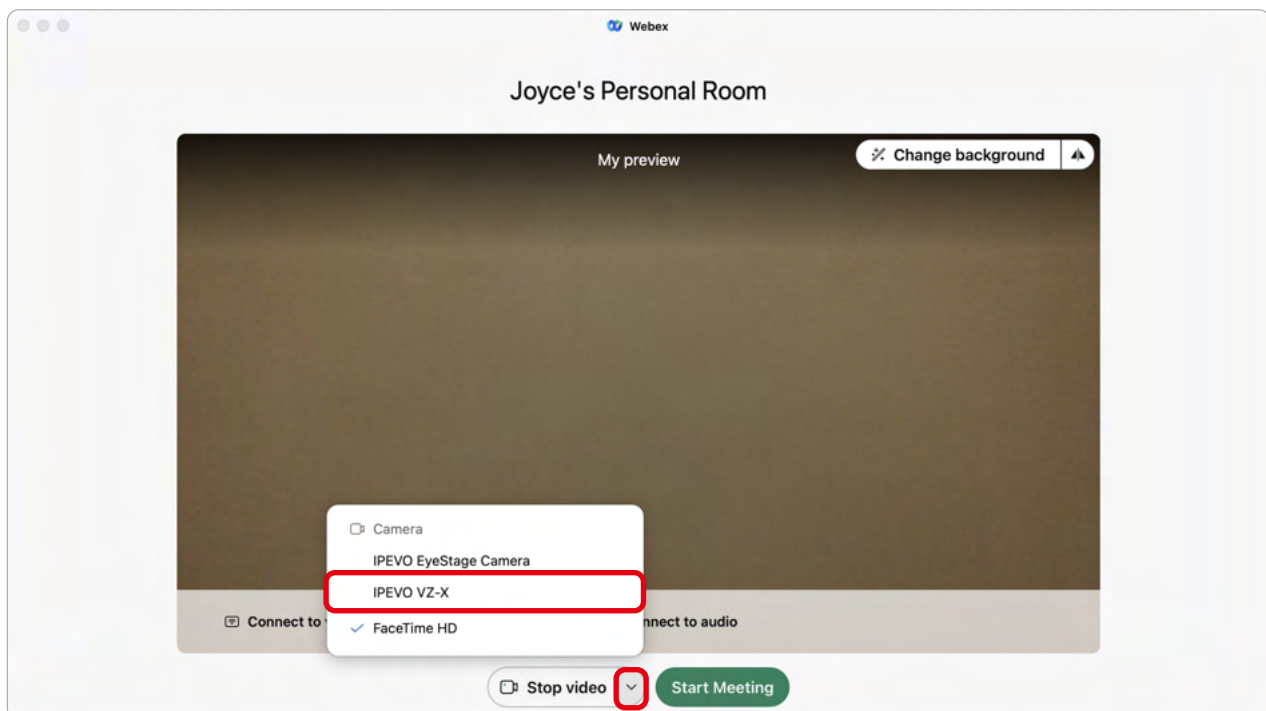 Webex
Joyce's Personal Room
My preview
Change background
Camera
IPEVO EyeStage Camera
IPEVO VZ-X
FaceTime HD
Connect to
nnect to audio
Stop video
Start Meeting